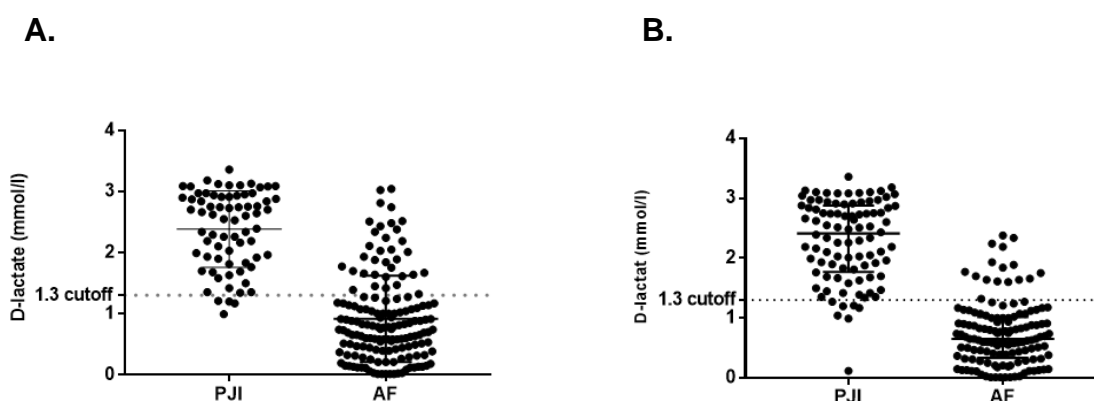 A.
D-lactate (mmol/l)
4
3
2
1.3 cutoff
1
0
PJI
AF
B.
D-lactat (mmol/l)
4
3
2
1.3 cutoff
1
0
PJI
AF